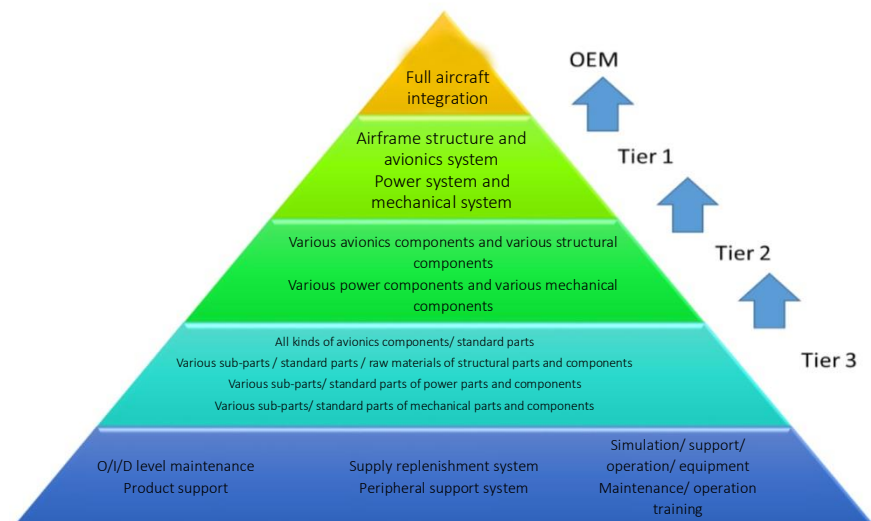 Full aircraft
integration
OEM
Airframe structure and
avionics system
Power system and
mechanical system
Tier 1
Various avionics components and various structural
components
Various power components and various mechanical
components
Tier 2
All kinds of avionics components/ standard parts
Various sub-parts / standard parts / raw materials of structural parts and components
Various sub-parts/ standard parts of power parts and components
Various sub-parts/ standard parts of mechanical parts and components
Tier 3
O/I/D level maintenance
Product support
Supply replenishment system
Peripheral support system
Simulation/ support/
operation/ equipment
Maintenance/ operation
training